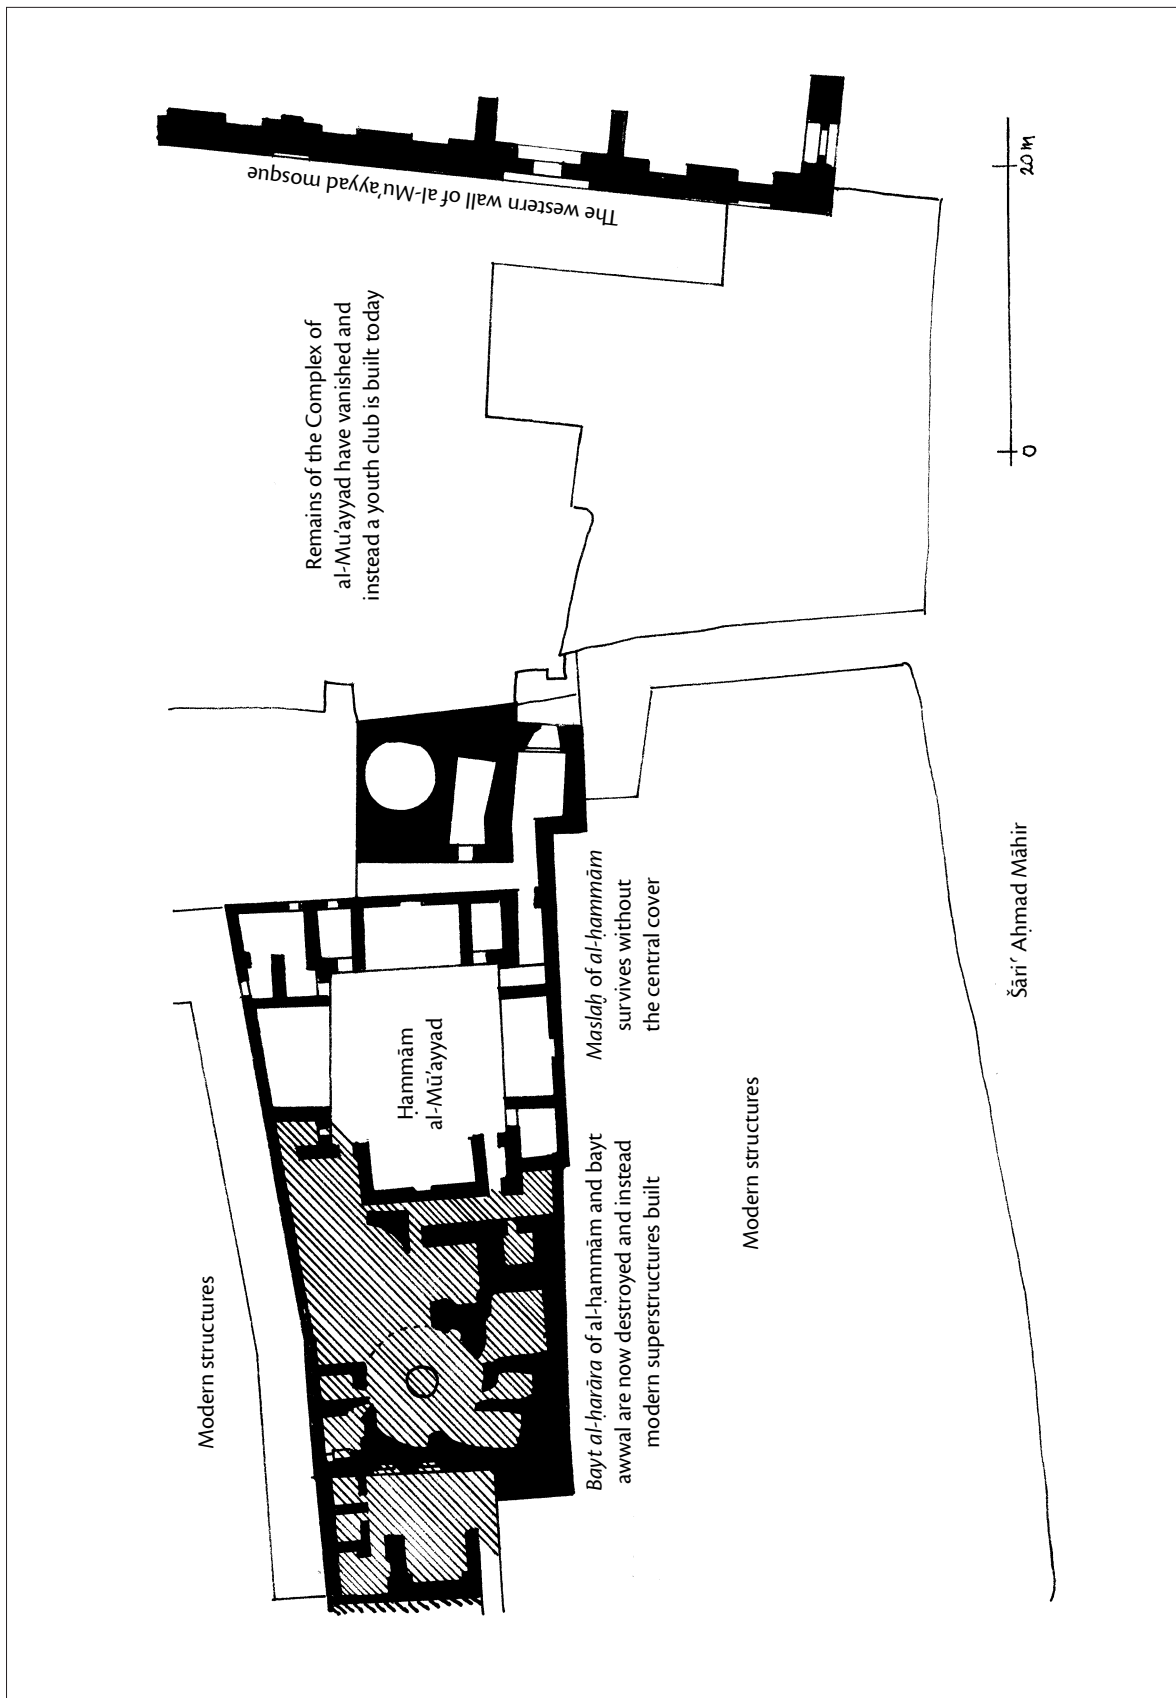 The western wall of al-Mu'ayyad mosque
Remains of the Complex of
al-Mu'ayyad have vanished and
instead a youth club is built today
20 m
0
Ḥammām
al-Mū'ayyad
Maslaḫ of al-ḥammām
survives without
the central cover
Šāri‘ Aḥmad Māhir
Modern structures
Modern structures
Bayt al-ḥarāra of al-ḥammām and bayt
awwal are now destroyed and instead
modern superstructures built